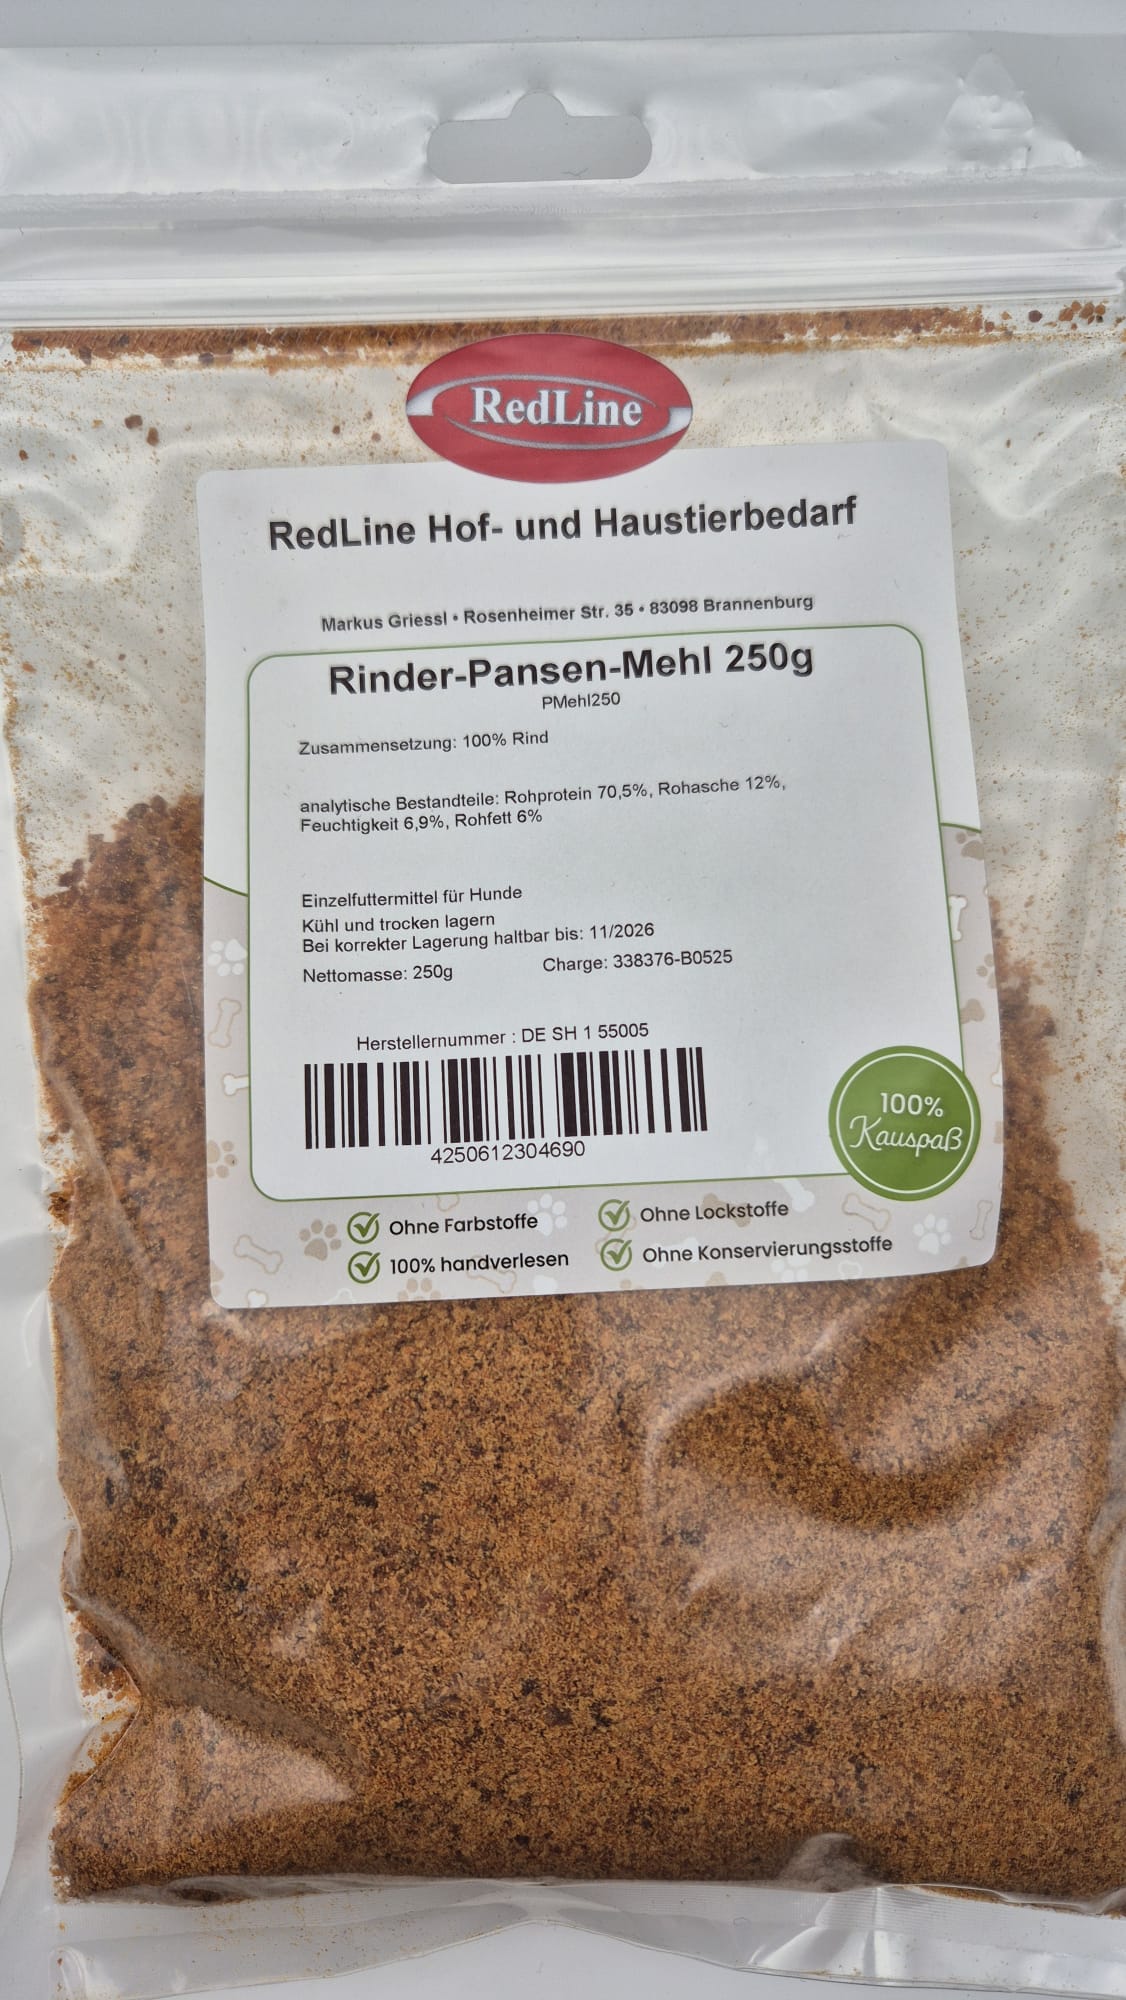 RedLine
RedLine Hof- und Haustierbedarf
Markus Griessl • Rosenheimer Str. 35 • 83098 Brannenburg
Rinder-Pansen-Mehl 250g
PMehl250
Zusammensetzung: 100% Rind
analytische Bestandteile: Rohprotein 70,5%, Rohasche 12%,
Feuchtigkeit 6,9%, Rohfett 6%
Einzelfuttermittel für Hunde
Kühl und trocken lagern
Bei korrekter Lagerung haltbar bis: 11/2026
Nettomasse: 250g Charge: 338376-B0525
Herstellernummer : DE SH 1 55005
4250612304690
100%
Kauspaß
Ohne Farbstoffe Ohne Lockstoffe
100% handverlesen Ohne Konservierungsstoffe